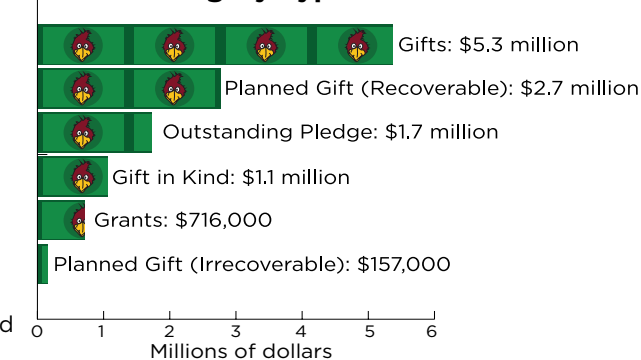 Gifts: $5.3 million
Planned Gift (Recoverable): $2.7 million
Outstanding Pledge: $1.7 million
Gift in Kind: $1.1 million
Grants: $716,000
Planned Gift (Irrecoverable): $157,000
d 0 1 2 3 4 5 6
Millions of dollars